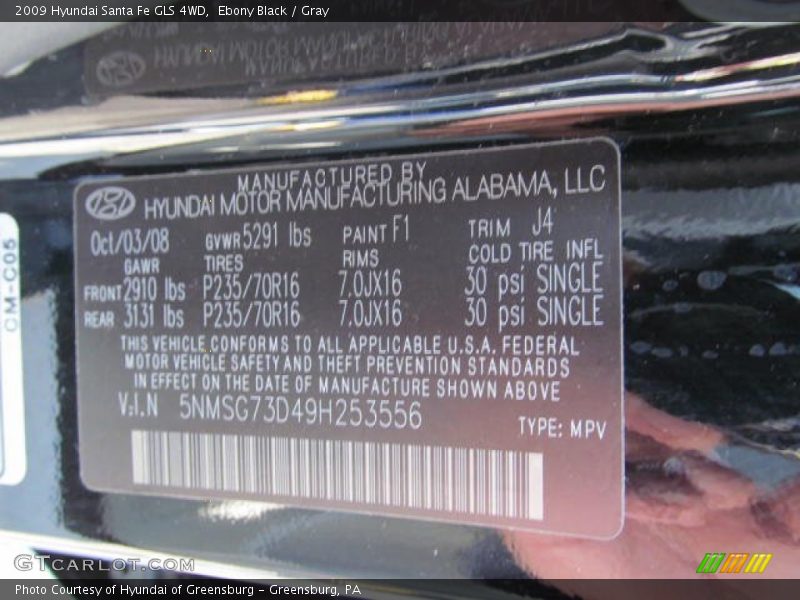 2009 Hyundai Santa Fe GLS 4WD, Ebony Black / Gray
MANUFACTURED BY
HYUNDAI MOTOR MANUFACTURING ALABAMA, LLC
Oct/03/08 GVWR 5291 lbs PAINT F1 TRIM J4
GAWR TIRES RIMS COLD TIRE INFL
FRONT 2910 lbs P235/70R16 7.0JX16 30 psi SINGLE
REAR 3131 lbs P235/70R16 7.0JX16 30 psi SINGLE
THIS VEHICLE CONFORMS TO ALL APPLICABLE U.S.A. FEDERAL
MOTOR VEHICLE SAFETY AND THEFT PREVENTION STANDARDS
IN EFFECT ON THE DATE OF MANUFACTURE SHOWN ABOVE
V.I.N 5NMSG73D49H253556
TYPE: MPV
CM-C05
GTCARLOT.COM
Photo Courtesy of Hyundai of Greensburg - Greensburg, PA